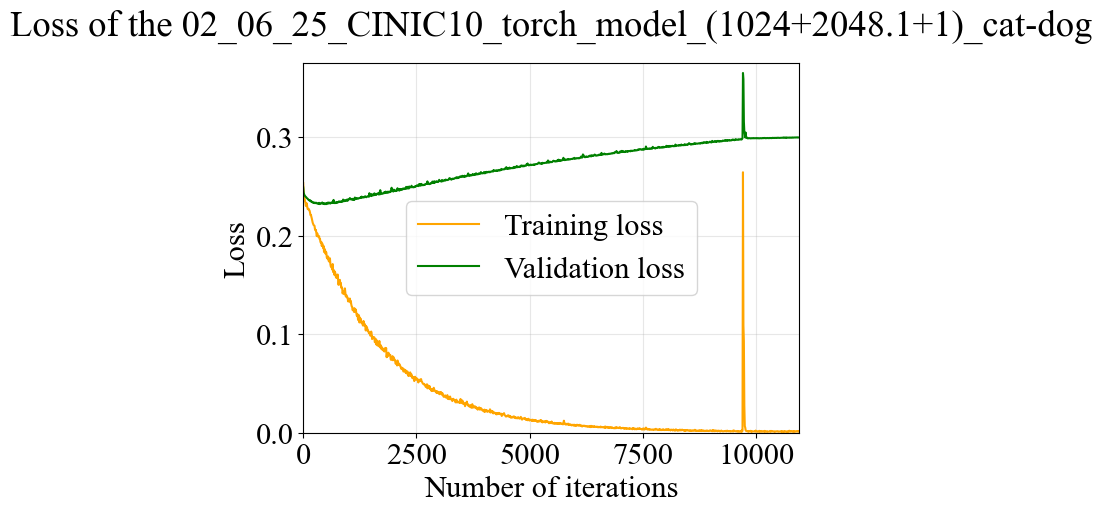 Loss of the 02_06_25_CINIC10_torch_model_(1024+2048.1+1)_cat-dog
0.3
0.2
0.1
0.0
Loss
Training loss
Validation loss
0 2500 5000 7500 10000
Number of iterations